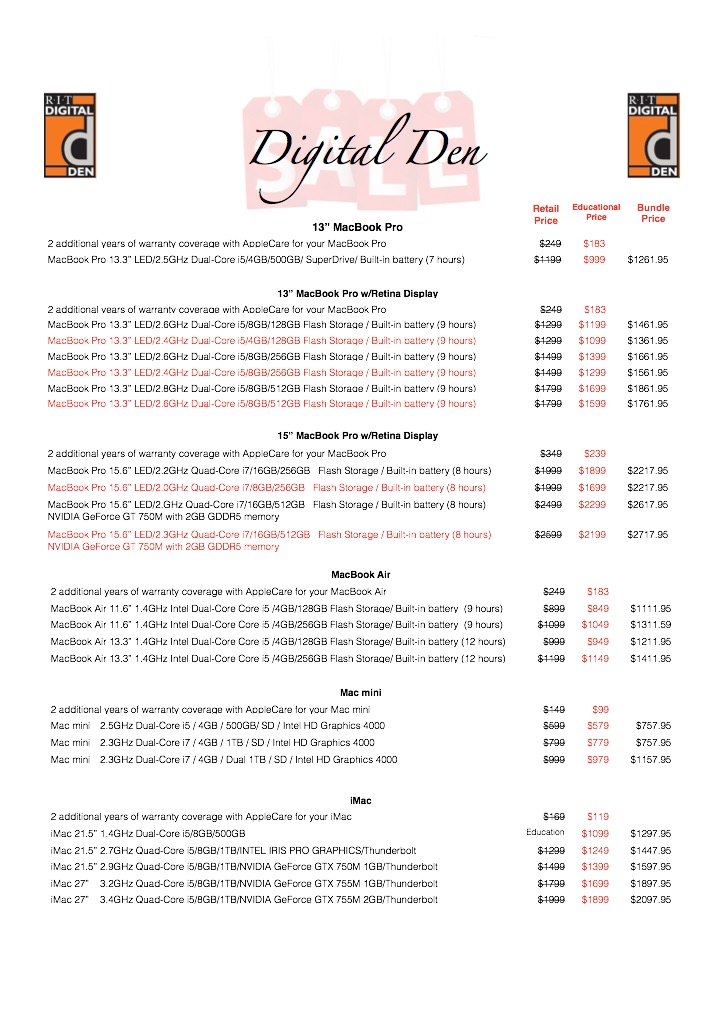 R·I·T
DIGITAL
d
DEN
SALE
Digital Den
R·I·T
DIGITAL
d
DEN
Retail Price Educational Price Bundle Price
13" MacBook Pro
2 additional years of warranty coverage with AppleCare for your MacBook Pro $249 $183
MacBook Pro 13.3" LED/2.5GHz Dual-Core i5/4GB/500GB/ SuperDrive/ Built-in battery (7 hours) $1199 $999 $1261.95
13" MacBook Pro w/Retina Display
2 additional years of warranty coverage with AppleCare for your MacBook Pro $249 $183
MacBook Pro 13.3" LED/2.6GHz Dual-Core i5/8GB/128GB Flash Storage / Built-in battery (9 hours) $1299 $1199 $1461.95
MacBook Pro 13.3" LED/2.4GHz Dual-Core i5/4GB/128GB Flash Storage / Built-in battery (9 hours) $1299 $1099 $1361.95
MacBook Pro 13.3" LED/2.6GHz Dual-Core i5/8GB/256GB Flash Storage / Built-in battery (9 hours) $1499 $1399 $1661.95
MacBook Pro 13.3" LED/2.4GHz Dual-Core i5/8GB/256GB Flash Storage / Built-in battery (9 hours) $1499 $1299 $1561.95
MacBook Pro 13.3" LED/2.8GHz Dual-Core i5/8GB/512GB Flash Storage / Built-in battery (9 hours) $1799 $1699 $1861.95
MacBook Pro 13.3" LED/2.6GHz Dual-Core i5/8GB/512GB Flash Storage / Built-in battery (9 hours) $1799 $1599 $1761.95
15" MacBook Pro w/Retina Display
2 additional years of warranty coverage with AppleCare for your MacBook Pro $349 $239
MacBook Pro 15.6" LED/2.2GHz Quad-Core i7/16GB/256GB Flash Storage / Built-in battery (8 hours) $1999 $1899 $2217.95
MacBook Pro 15.6" LED/2.0GHz Quad-Core i7/8GB/256GB Flash Storage / Built-in battery (8 hours) $1999 $1699 $2217.95
MacBook Pro 15.6" LED/2.GHz Quad-Core i7/16GB/512GB Flash Storage / Built-in battery (8 hours) $2499 $2299 $2617.95
NVIDIA GeForce GT 750M with 2GB GDDR5 memory
MacBook Pro 15.6" LED/2.3GHz Quad-Core i7/16GB/512GB Flash Storage / Built-in battery (8 hours) $2599 $2199 $2717.95
NVIDIA GeForce GT 750M with 2GB GDDR5 memory
MacBook Air
2 additional years of warranty coverage with AppleCare for your MacBook Air $249 $183
MacBook Air 11.6" 1.4GHz Intel Dual-Core Core i5 /4GB/128GB Flash Storage/ Built-in battery (9 hours) $899 $849 $1111.95
MacBook Air 11.6" 1.4GHz Intel Dual-Core Core i5 /4GB/256GB Flash Storage/ Built-in battery (9 hours) $1099 $1049 $1311.59
MacBook Air 13.3" 1.4GHz Intel Dual-Core Core i5 /4GB/128GB Flash Storage/ Built-in battery (12 hours) $999 $949 $1211.95
MacBook Air 13.3" 1.4GHz Intel Dual-Core Core i5 /4GB/256GB Flash Storage/ Built-in battery (12 hours) $1199 $1149 $1411.95
Mac mini
2 additional years of warranty coverage with AppleCare for your Mac mini $149 $99
Mac mini 2.5GHz Dual-Core i5 / 4GB / 500GB/ SD / Intel HD Graphics 4000 $599 $579 $757.95
Mac mini 2.3GHz Dual-Core i7 / 4GB / 1TB / SD / Intel HD Graphics 4000 $799 $779 $757.95
Mac mini 2.3GHz Dual-Core i7 / 4GB / Dual 1TB / SD / Intel HD Graphics 4000 $999 $979 $1157.95
iMac
2 additional years of warranty coverage with AppleCare for your iMac $169 $119
iMac 21.5" 1.4GHz Dual-Core i5/8GB/500GB Education $1099 $1297.95
iMac 21.5" 2.7GHz Quad-Core i5/8GB/1TB/INTEL IRIS PRO GRAPHICS/Thunderbolt $1299 $1249 $1447.95
iMac 21.5" 2.9GHz Quad-Core i5/8GB/1TB/NVIDIA GeForce GTX 750M 1GB/Thunderbolt $1499 $1399 $1597.95
iMac 27" 3.2GHz Quad-Core i5/8GB/1TB/NVIDIA GeForce GTX 755M 1GB/Thunderbolt $1799 $1699 $1897.95
iMac 27" 3.4GHz Quad-Core i5/8GB/1TB/NVIDIA GeForce GTX 755M 2GB/Thunderbolt $1999 $1899 $2097.95